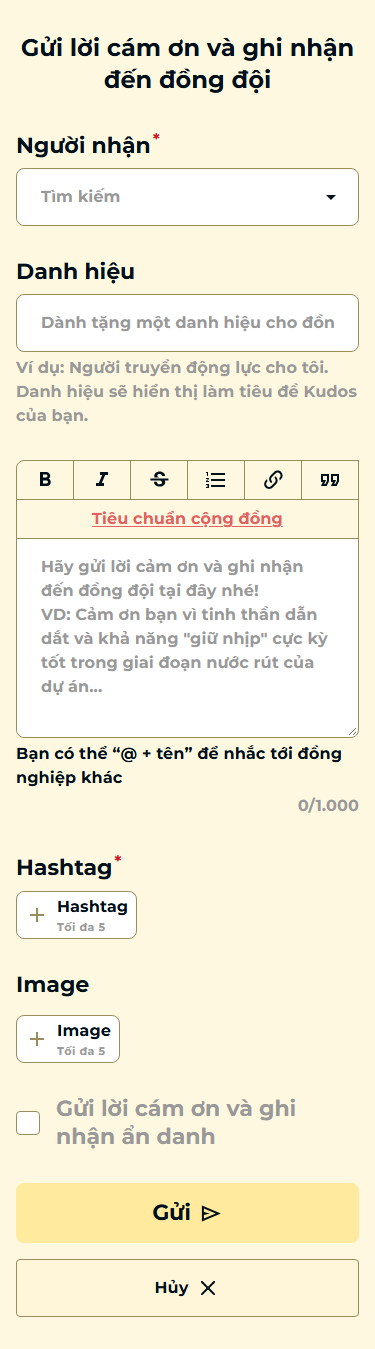 Gửi lời cám ơn và ghi nhận
đến đồng đội
Người nhận*
Tìm kiếm
Danh hiệu
Dành tặng một danh hiệu cho đồn
Ví dụ: Người truyền động lực cho tôi.
Danh hiệu sẽ hiển thị làm tiêu đề Kudos
của bạn.
B I S
Tiêu chuẩn cộng đồng
Hãy gửi lời cảm ơn và ghi nhận
đến đồng đội tại đây nhé!
VD: Cảm ơn bạn vì tinh thần dẫn
dắt và khả năng "giữ nhịp" cực kỳ
tốt trong giai đoạn nước rút của
dự án...
Bạn có thể “@ + tên” để nhắc tới đồng
nghiệp khác
0/1.000
Hashtag*
Hashtag
Tối đa 5
Image
Image
Tối đa 5
Gửi lời cám ơn và ghi
nhận ẩn danh
Gửi
Hủy